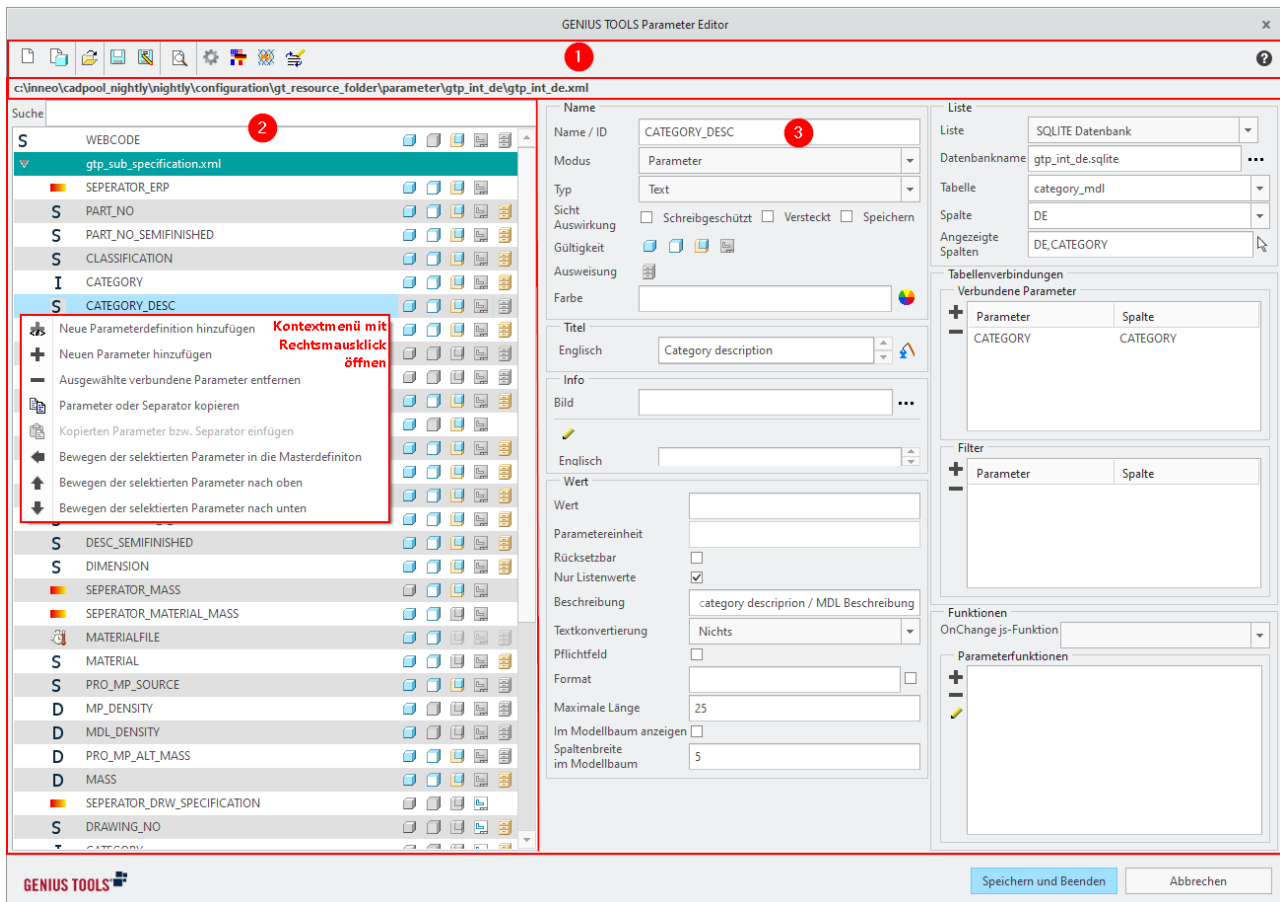 GENIUS TOOLS Parameter Editor
x
1
?
c:\inneo\cadpool_nightly\nightly\configuration\gt_resource_folder\parameter\gtp_int_de\gtp_int_de.xml
Suche
2
S WEBCODE
gtp_sub_specification.xml
SEPERATOR_ERP
S PART_NO
S PART_NO_SEMIFINISHED
S CLASSIFICATION
I CATEGORY
S CATEGORY_DESC
Neue Parameterdefinition hinzufügen
Neuen Parameter hinzufügen
Ausgewählte verbundene Parameter entfernen
Parameter oder Separator kopieren
Kopierten Parameter bzw. Separator einfügen
Bewegen der selektierten Parameter in die Masterdefiniton
Bewegen der selektierten Parameter nach oben
Bewegen der selektierten Parameter nach unten
Kontextmenü mit
Rechtsmausklick
öffnen
S DESC_SEMIFINISHED
S DIMENSION
SEPERATOR_MASS
SEPERATOR_MATERIAL_MASS
MATERIALFILE
S MATERIAL
S PRO_MP_SOURCE
D MP_DENSITY
D MDL_DENSITY
D PRO_MP_ALT_MASS
D MASS
SEPERATOR_DRW_SPECIFICATION
S DRAWING_NO
I CATEGORY
Name
3
Name / ID CATEGORY_DESC
Modus Parameter
Typ Text
Sicht
Auswirkung
Schreibgeschützt Versteckt Speichern
Gültigkeit
Ausweisung
Farbe
Titel
Englisch Category description
Info
Bild
Englisch
Wert
Wert
Parametereinheit
Rücksetzbar
Nur Listenwerte
Beschreibung category descriprion / MDL Beschreibung
Textkonvertierung Nichts
Pflichtfeld
Format
Maximale Länge 25
Im Modellbaum anzeigen
Spaltenbreite
im Modellbaum
5
Liste
Liste SQLITE Datenbank
Datenbankname gtp_int_de.sqlite
Tabelle category_mdl
Spalte DE
Angezeigte
Spalten
DE,CATEGORY
Tabellenverbindungen
Verbundene Parameter
Parameter Spalte
CATEGORY CATEGORY
Filter
Parameter Spalte
Funktionen
OnChange js-Funktion
Parameterfunktionen
GENIUS TOOLS
Speichern und Beenden
Abbrechen